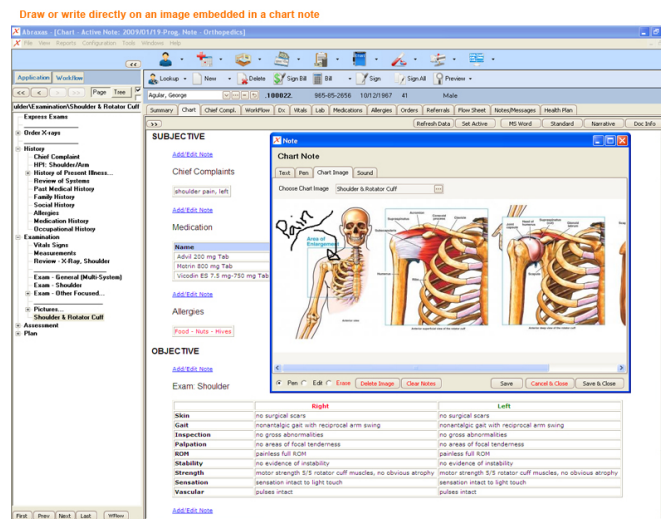 Draw or write directly on an image embedded in a chart note
Abraxas - [Chart - Active Note: 2009/01/19-Preg. Note - Orthopedics]
File View Reports Configuration Tools Windows Help
<<
Application Workflow
Lookup New Delete Sign Bill Bill Sign Sign All Preview
<< < > >> Page Tree
Agular, George .100022. 965-65-2656 10/12/1967 41 Male
ulder\Examination\Shoulder & Rotator Cuff
Summary Chart Chief Compl. Workflow Dx Vitals Lab Medications Allergies Orders Referrals Flow Sheet Notes/Messages Health Plan
>> Refresh Data Set Active MS Word Standard Narrative Doc Info
Express Exams
Order X-rays
History
Chief Complaint
HPI: Shoulder/Arm
History of Present Illness...
Review of Systems
Past Medical History
Family History
Social History
Allergies
Medication History
Occupational History
Examination
Vitals Signs
Measurements
Review - X-Ray, Shoulder
Exam - General (Multi-System)
Exam - Shoulder
Exam - Other Focused...
Pictures...
Shoulder & Rotator Cuff
Assessment
Plan
First Prev Next Last WFlow
SUBJECTIVE
Add/Edit Note
Chief Complaints
shoulder pain, left
Add/Edit Note
Medication
Name
Advil 200 mg Tab
Motrin 800 mg Tab
Vicodin ES 7.5 mg-750 mg Tab
Add/Edit Note
Allergies
Food - Nuts - Hives
OBJECTIVE
Add/Edit Note
Exam: Shoulder
Note
Chart Note
Text Pen Chart Image Sound
Choose Chart Image Shoulder & Rotator Cuff ...
Pain
Area of
Enlargement
Pen Edit Erase Delete Image Clear Notes Save Cancel & Close Save & Close
Right Left
Skin no surgical scars no surgical scars
Gait nonantalgic gait with reciprocal arm swing nonantalgic gait with reciprocal arm swing
Inspection no gross abnormalities no gross abnormalities
Palpation no areas of focal tenderness no areas of focal tenderness
ROM painless full ROM painless full ROM
Stability no evidence of instability no evidence of instability
Strength motor strength 5/5 rotator cuff muscles, no obvious atrophy motor strength 5/5 rotator cuff muscles, no obvious atrophy
Sensation sensation intact to light touch sensation intact to light touch
Vascular pulses intact pulses intact
Add/Edit Note